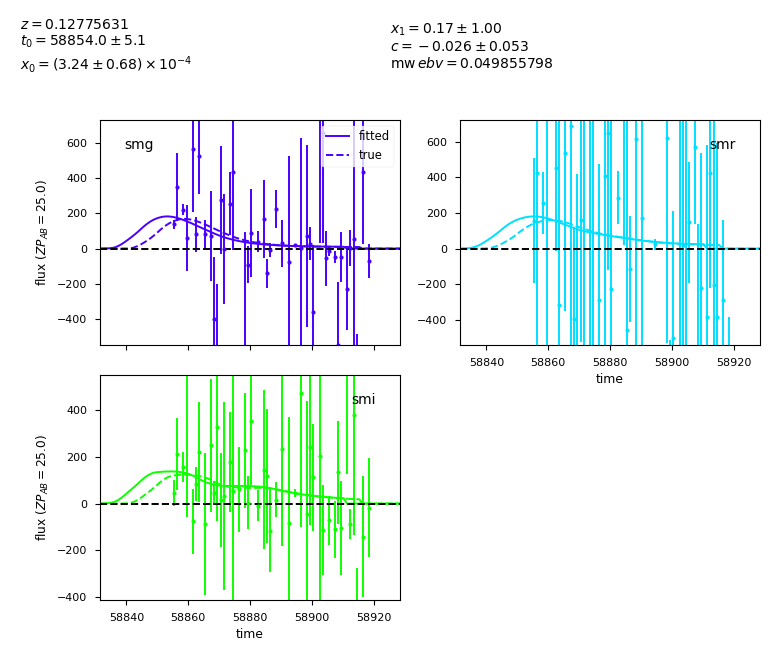 z = 0.12775631
t0 = 58854.0 ± 5.1
x0 = (3.24 ± 0.68) × 10^−4
x1 = 0.17 ± 1.00
c = −0.026 ± 0.053
mw ebv = 0.049855798
smg
fitted
true
600
400
200
0
−200
−400
flux (ZP_AB = 25.0)
smr
600
400
200
0
−200
−400
58840 58860 58880 58900 58920
time
smi
400
200
0
−200
−400
flux (ZP_AB = 25.0)
58840 58860 58880 58900 58920
time